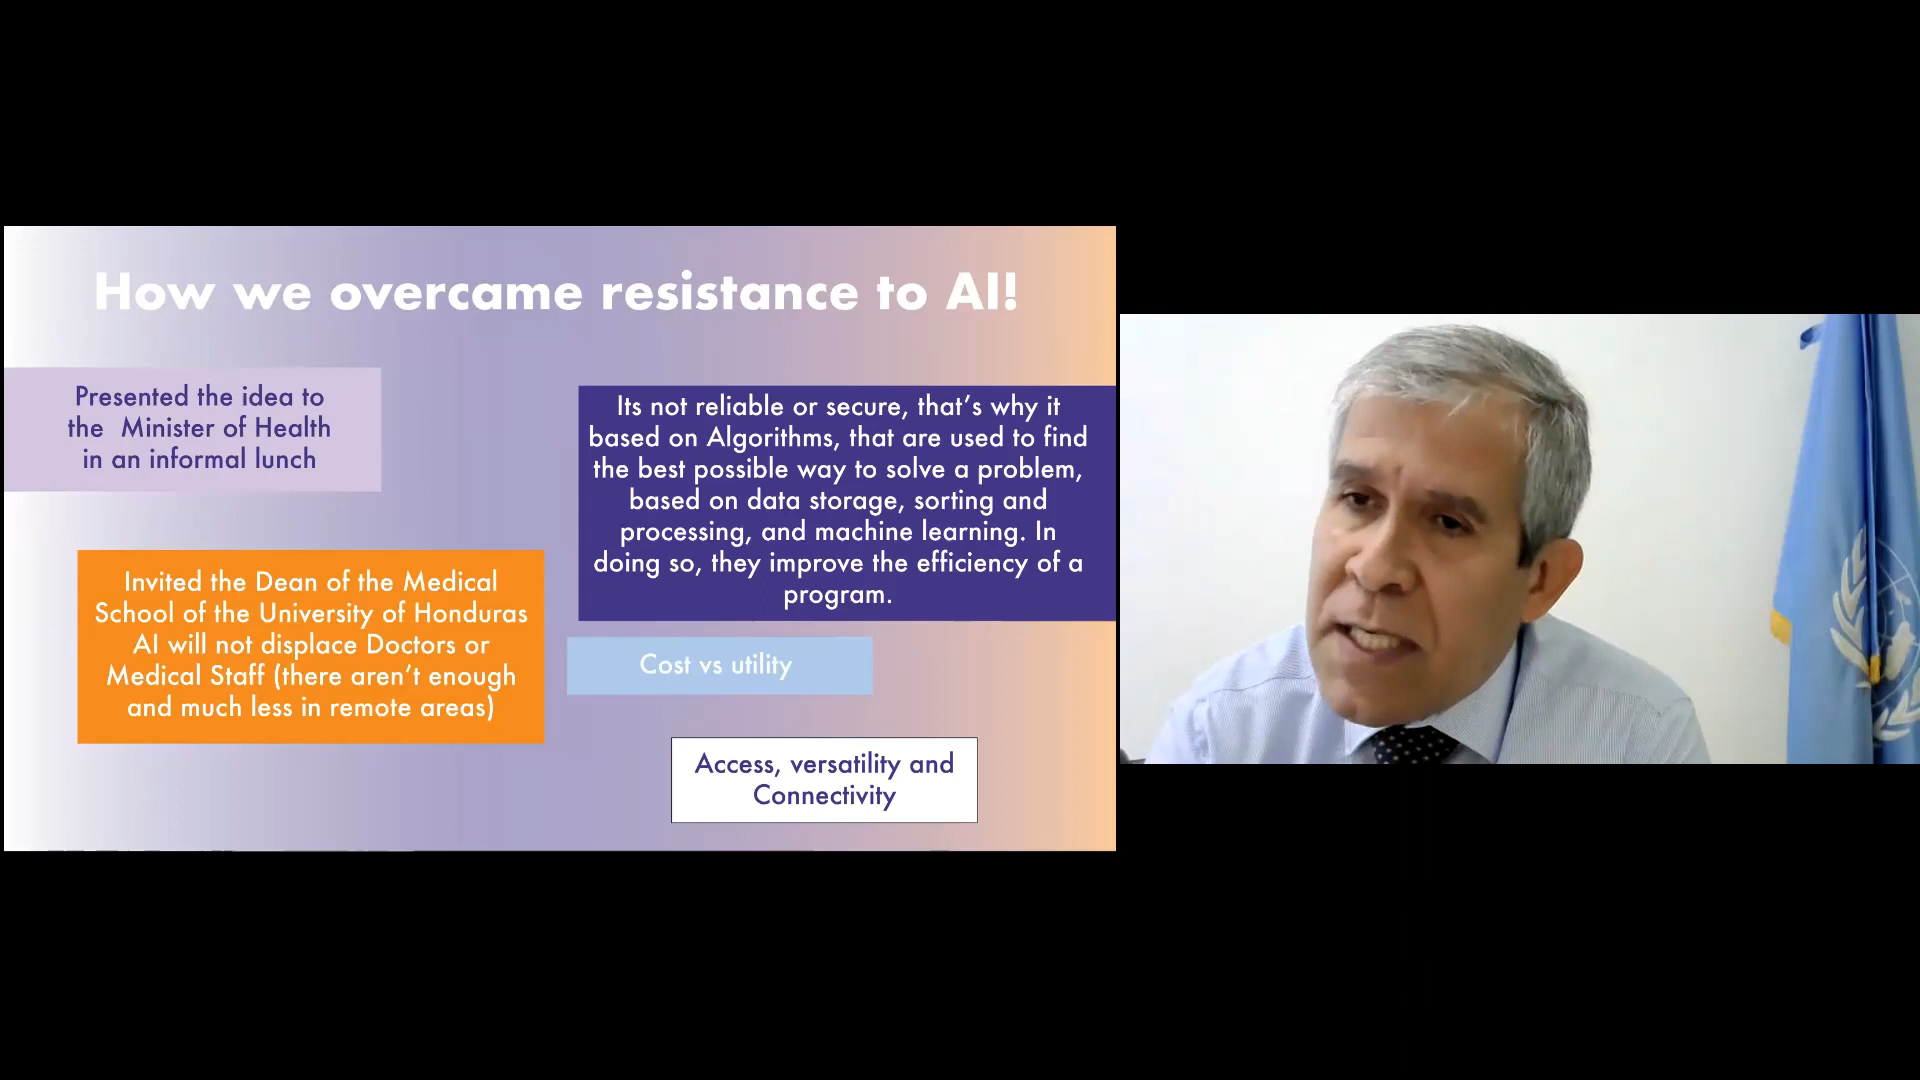 How we overcame resistance to AI!
Presented the idea to
the Minister of Health
in an informal lunch
Invited the Dean of the Medical
School of the University of Honduras
AI will not displace Doctors or
Medical Staff (there aren't enough
and much less in remote areas)
Its not reliable or secure, that's why it
based on Algorithms, that are used to find
the best possible way to solve a problem,
based on data storage, sorting and
processing, and machine learning. In
doing so, they improve the efficiency of a
program.
Cost vs utility
Access, versatility and
Connectivity